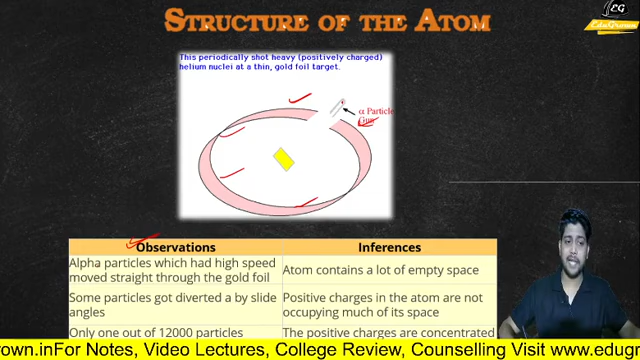 STRUCTURE OF THE ATOM
EG
EduGrown
This periodically shot heavy (positively charged)
helium nuclei at a thin, gold foil target.
α Particle
Gun
Observations
Inferences
Alpha particles which had high speed
moved straight through the gold foil
Atom contains a lot of empty space
Some particles got diverted a by slide
angles
Positive charges in the atom are not
occupying much of its space
Only one out of 12000 particles
The positive charges are concentrated
rown.inFor Notes, Video Lectures, College Review, Counselling Visit www.edugr